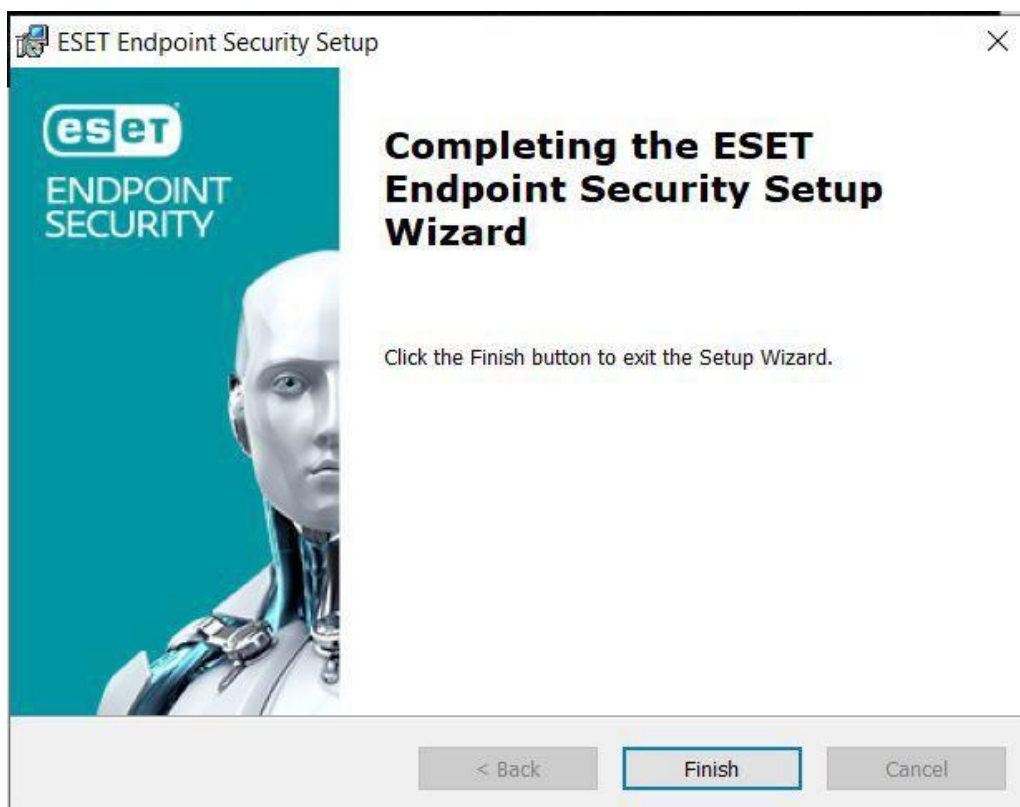 ESET Endpoint Security Setup
eset
ENDPOINT
SECURITY
Completing the ESET
Endpoint Security Setup
Wizard
Click the Finish button to exit the Setup Wizard.
< Back
Finish
Cancel